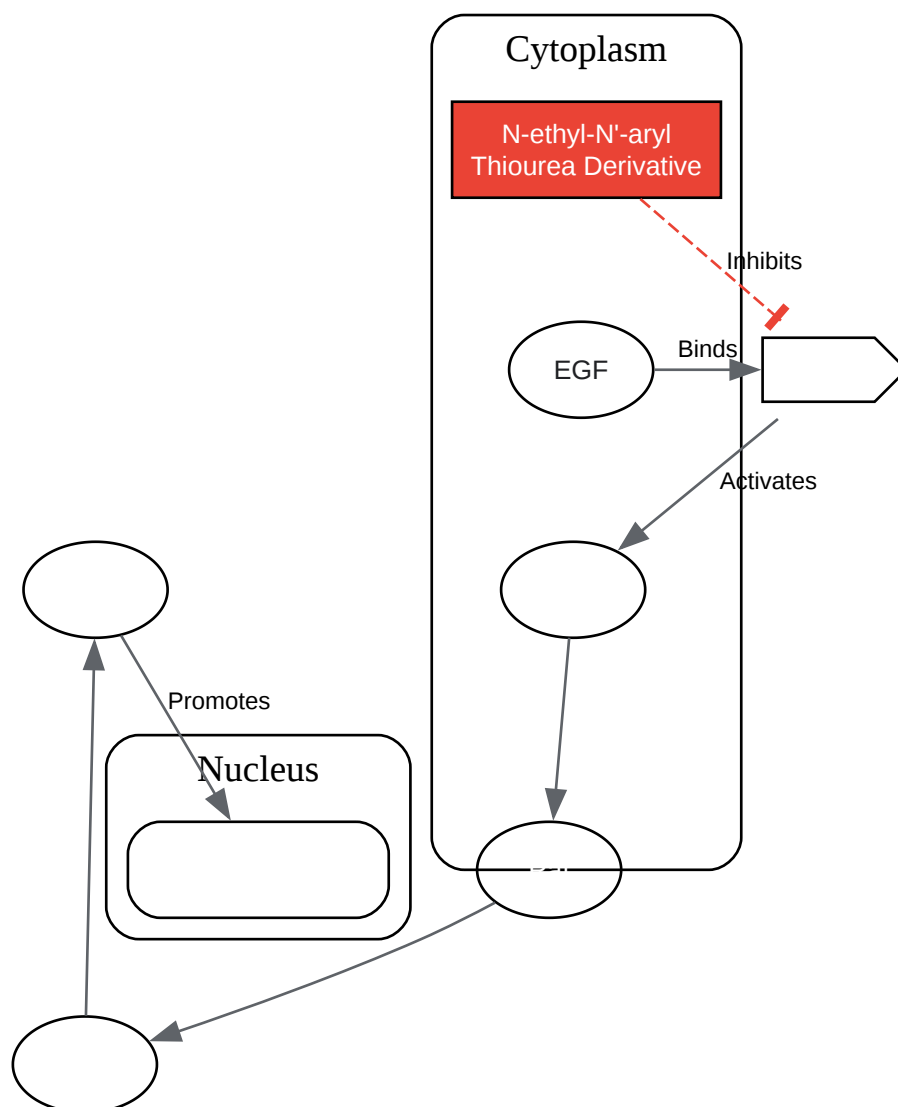 Cytoplasm
N-ethyl-N'-aryl
Thiourea Derivative
Inhibits
Binds
EGF
Activates
Promotes
Nucleus